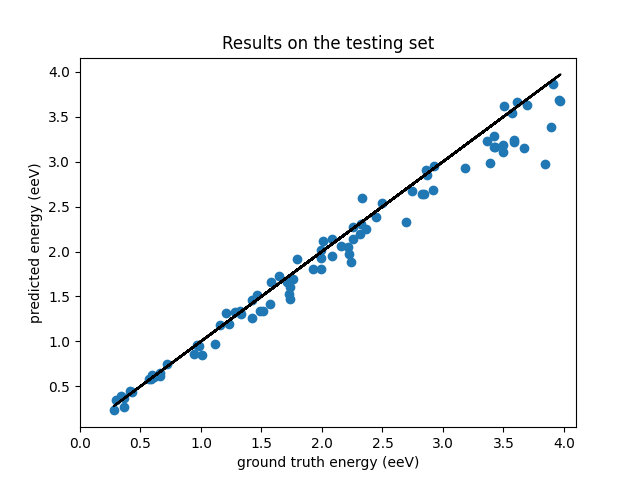 Results on the testing set
4.0
3.5
3.0
2.5
2.0
1.5
1.0
0.5
predicted energy (eeV)
0.0 0.5 1.0 1.5 2.0 2.5 3.0 3.5 4.0
ground truth energy (eeV)